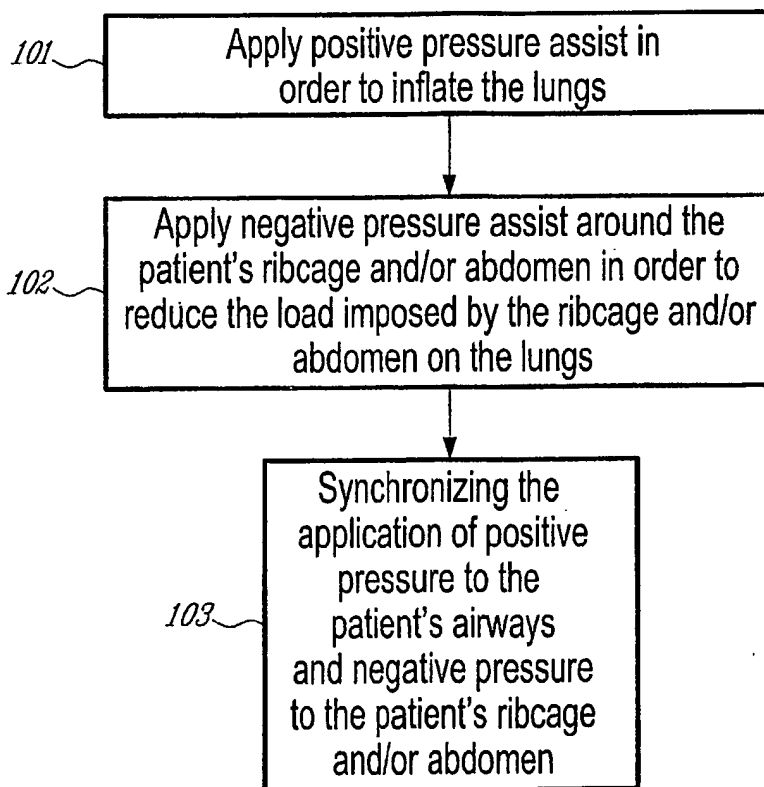 101
Apply positive pressure assist in
order to inflate the lungs
102
Apply negative pressure assist around the
patient's ribcage and/or abdomen in order to
reduce the load imposed by the ribcage and/or
abdomen on the lungs
103
Synchronizing the
application of positive
pressure to the
patient's airways
and negative pressure
to the patient's ribcage
and/or abdomen